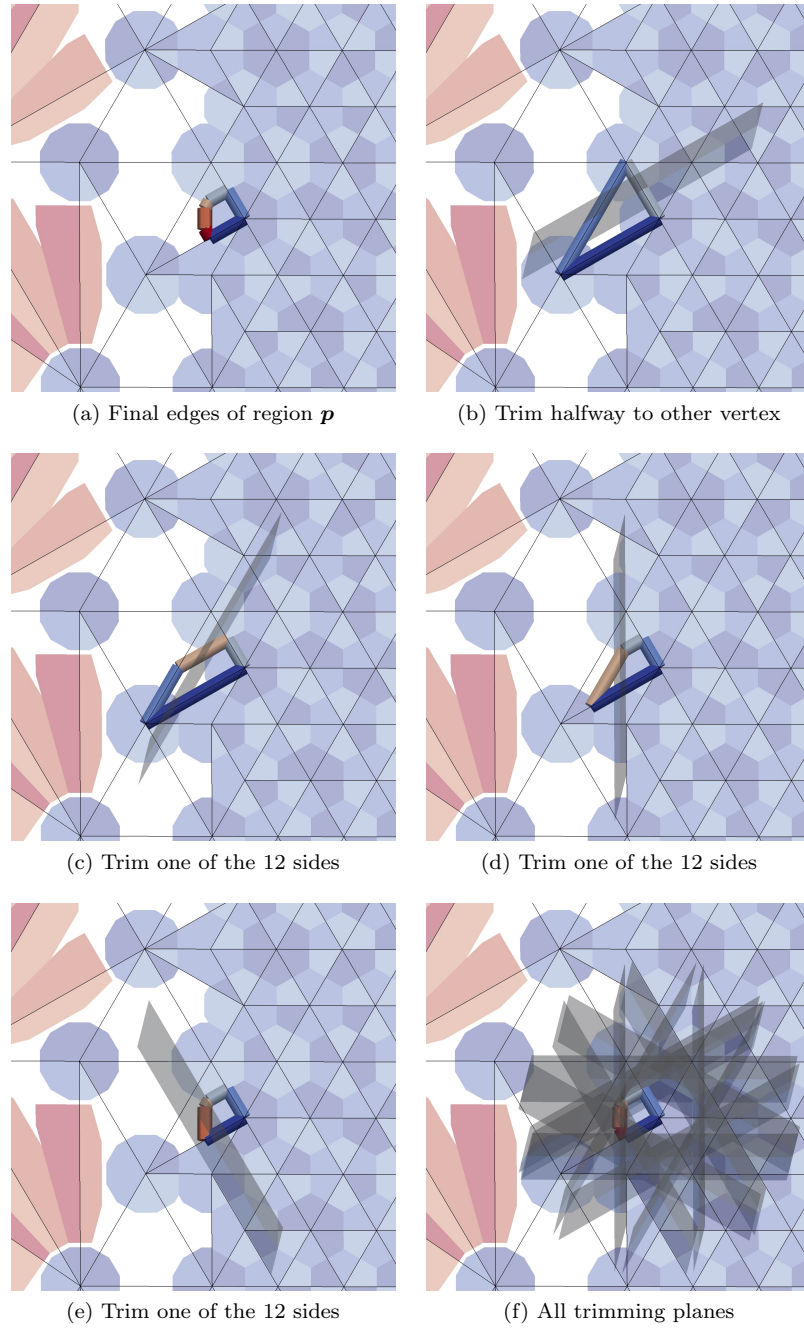 (a) Final edges of region p
(b) Trim halfway to other vertex
(c) Trim one of the 12 sides
(d) Trim one of the 12 sides
(e) Trim one of the 12 sides
(f) All trimming planes